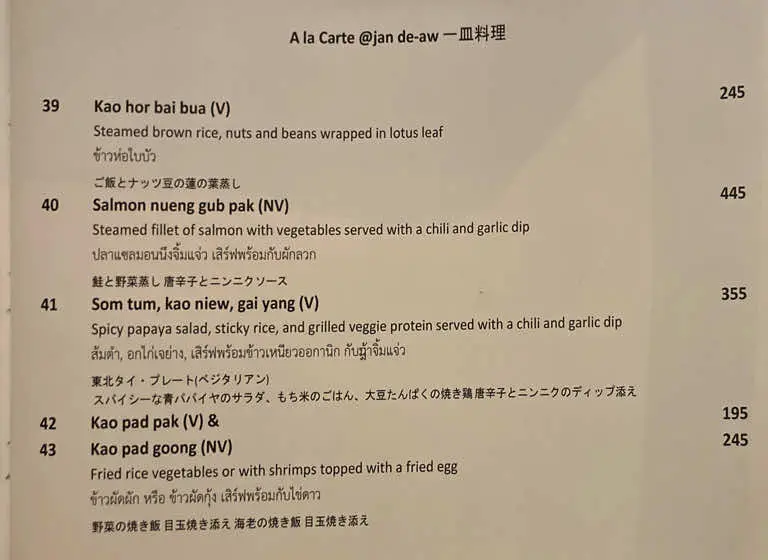 A la Carte @jan de-aw 一皿料理
39 Kao hor bai bua (V) 245
Steamed brown rice, nuts and beans wrapped in lotus leaf
ข้าวห่อใบบัว
ご飯とナッツ豆の蓮の葉蒸し
40 Salmon nueng gub pak (NV) 445
Steamed fillet of salmon with vegetables served with a chili and garlic dip
ปลาแซลมอนนึ่งจิ้มแจ่ว เสิร์ฟพร้อมกับผักลวก
鮭と野菜蒸し 唐辛子とニンニクソース
41 Som tum, kao niew, gai yang (V) 355
Spicy papaya salad, sticky rice, and grilled veggie protein served with a chili and garlic dip
ส้มตำ, อกไก่เจย่าง, เสิร์ฟพร้อมข้าวเหนียวออกานิก กับน้ำจิ้มแจ่ว
東北タイ・プレート(ベジタリアン)
スパイシーな青パパイヤのサラダ、もち米のごはん、大豆たんぱくの焼き鶏 唐辛子とニンニクのディップ添え
42 Kao pad pak (V) & 195
43 Kao pad goong (NV) 245
Fried rice vegetables or with shrimps topped with a fried egg
ข้าวผัดผัก หรือ ข้าวผัดกุ้ง เสิร์ฟพร้อมกับไข่ดาว
野菜の焼き飯 目玉焼き添え 海老の焼き飯 目玉焼き添え